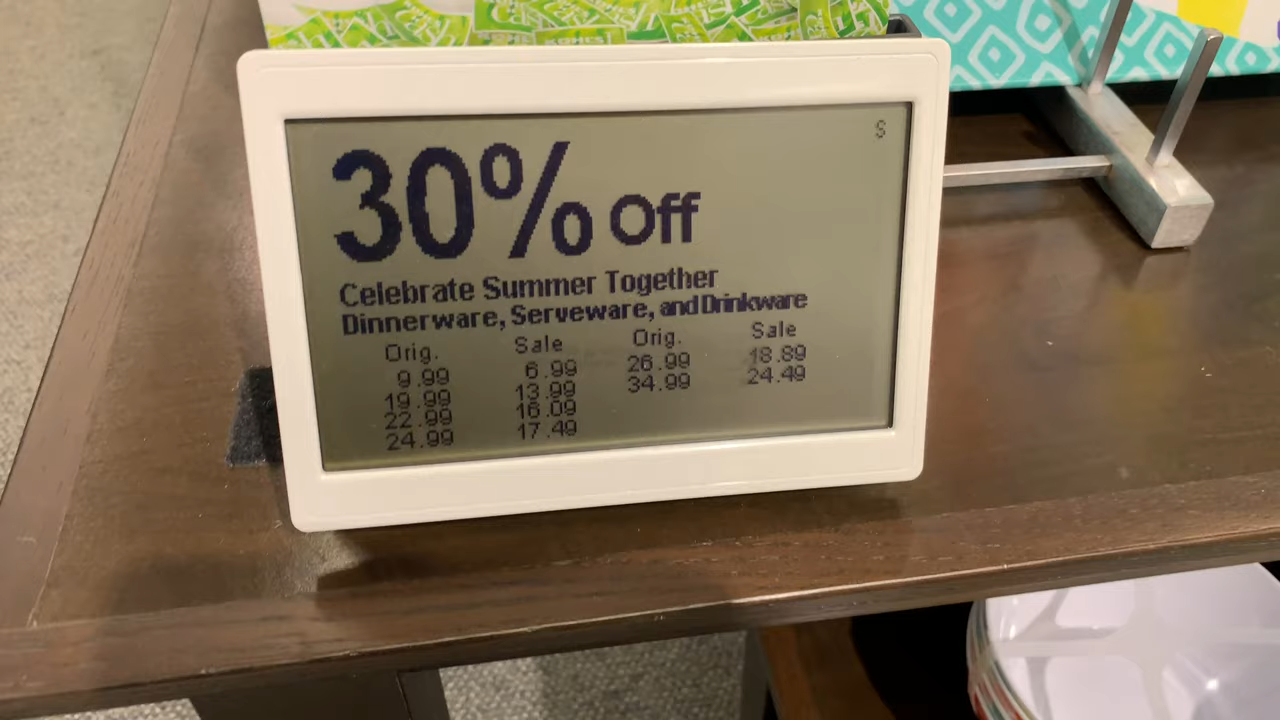 S
30% Off
Celebrate Summer Together
Dinnerware, Serveware, and Drinkware
Orig. Sale Orig. Sale
9.99 6.99 26.99 18.89
19.99 13.99 34.99 24.49
22.99 16.09
24.99 17.49